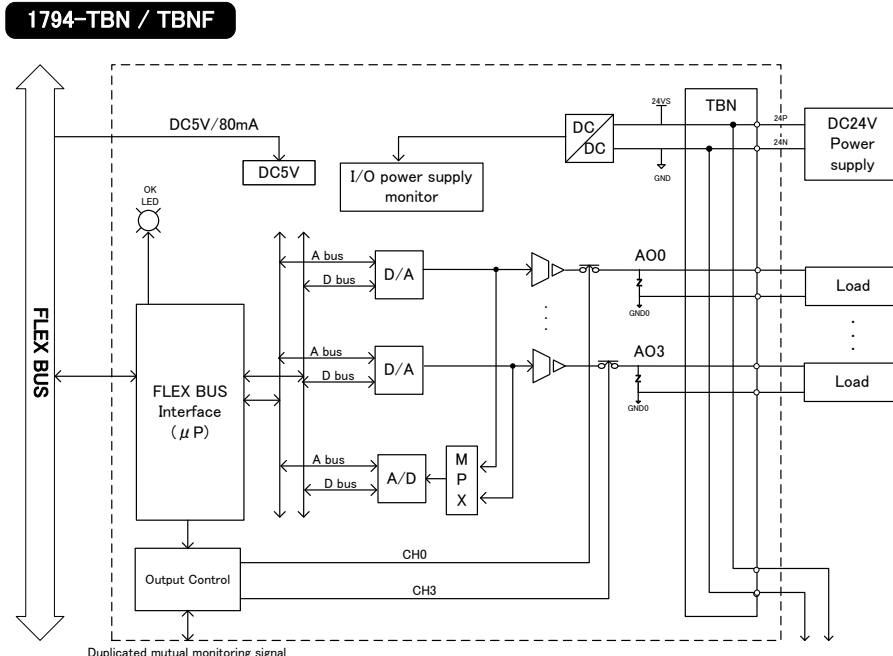 1794-TBN / TBNF
DC5V/80mA
DC5V
I/O power supply
monitor
DC
DC
24VS
GND
TBN
24P
24N
DC24V
Power
supply
OK
LED
FLEX BUS
FLEX BUS
Interface
(μP)
A bus
D bus
D/A
AO0
GND0
Load
A bus
D bus
D/A
AO3
GND0
Load
A bus
D bus
A/D
M
P
X
Output Control
CH0
CH3
Duplicated mutual monitoring signal